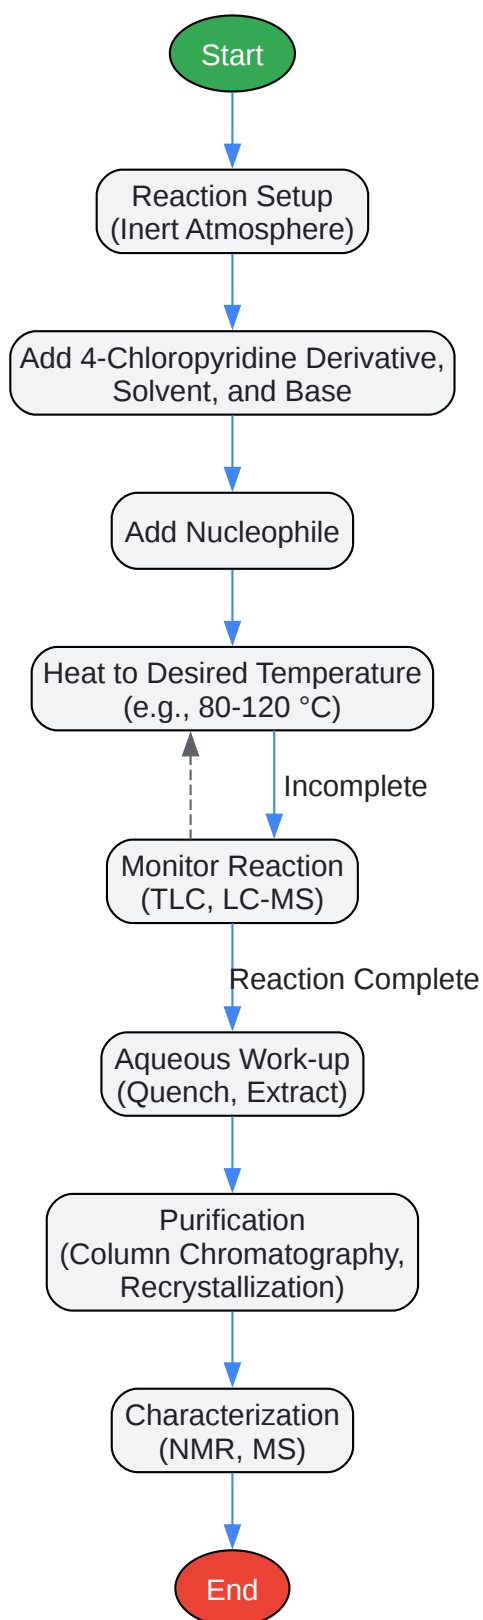 Start
Reaction Setup
(Inert Atmosphere)
Add 4-Chloropyridine Derivative,
Solvent, and Base
Add Nucleophile
Heat to Desired Temperature
(e.g., 80-120 °C)
Incomplete
Monitor Reaction
(TLC, LC-MS)
Reaction Complete
Aqueous Work-up
(Quench, Extract)
Purification
(Column Chromatography,
Recrystallization)
Characterization
(NMR, MS)
End